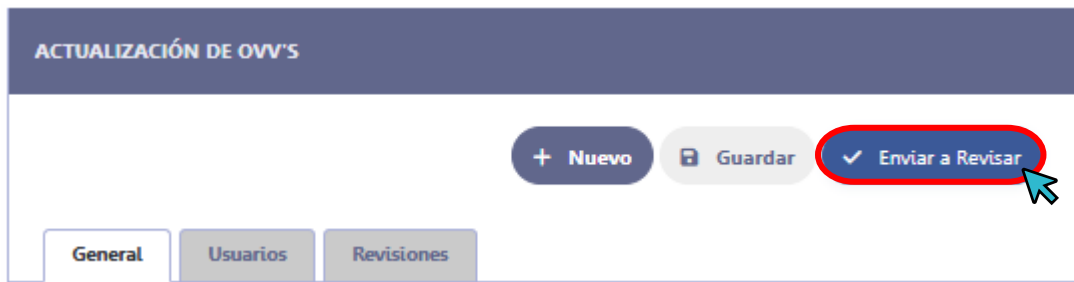 ACTUALIZACIÓN DE OVV'S
+ Nuevo Guardar Enviar a Revisar
General Usuarios Revisiones